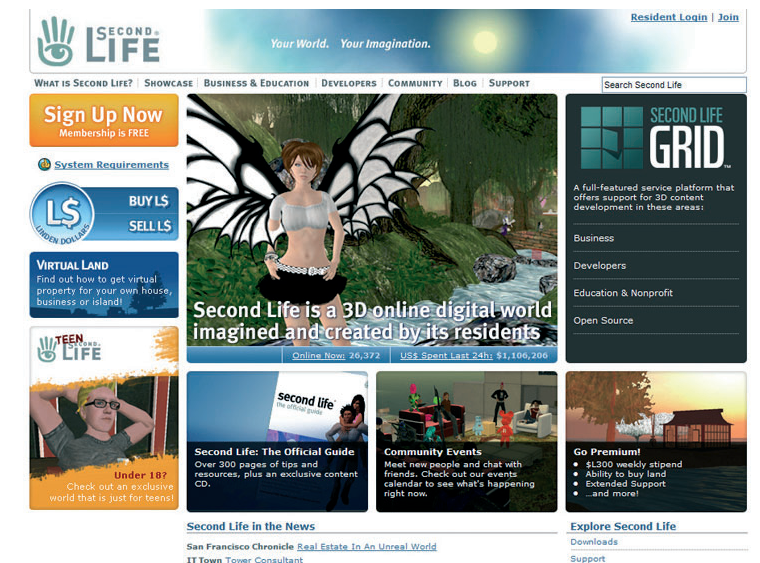 Second Life®
Your World. Your Imagination.
Resident Login | Join
What is Second Life? | Showcase | Business & Education | Developers | Community | Blog | Support
Search Second Life
Sign Up Now
Membership is FREE
System Requirements
L$
LINDEN DOLLARS
BUY L$
SELL L$
Virtual Land
Find out how to get virtual
property for your own house,
business or island!
TEEN
Second Life
Under 18?
Check out an exclusive
world that is just for teens!
Second Life is a 3D online digital world
imagined and created by its residents
Online Now: 26,372 | US$ Spent Last 24h: $1,106,206
SECOND LIFE
GRID™
A full-featured service platform that
offers support for 3D content
development in these areas:
Business
Developers
Education & Nonprofit
Open Source
second life®
the official guide
Second Life: The Official Guide
Over 300 pages of tips and
resources, plus an exclusive content
CD.
Community Events
Meet new people and chat with
friends. Check out our events
calendar to see what's happening
right now.
Go Premium!
• $L300 weekly stipend
• Ability to buy land
• Extended Support
• ...and more!
Second Life in the News
San Francisco Chronicle Real Estate In An Unreal World
IT Town Tower Consultant
Explore Second Life
Downloads
Support